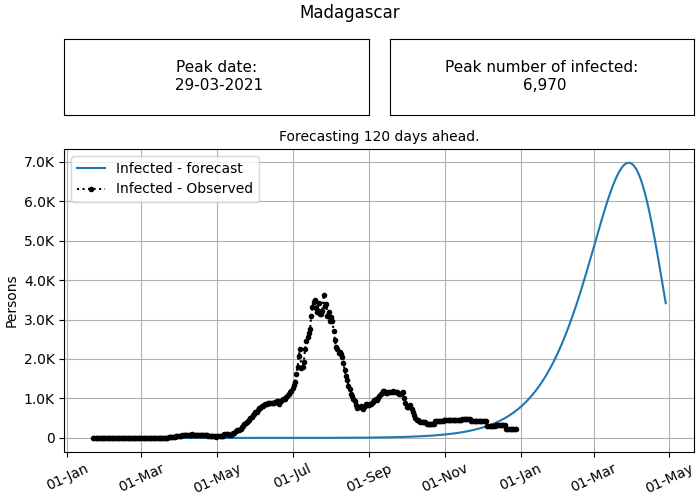 Madagascar
Peak date:
29-03-2021
Peak number of infected:
6,970
Forecasting 120 days ahead.
7.0K
6.0K
5.0K
4.0K
3.0K
2.0K
1.0K
0
Persons
Infected - forecast
Infected - Observed
01-Jan
01-Mar
01-May
01-Jul
01-Sep
01-Nov
01-Jan
01-Mar
01-May